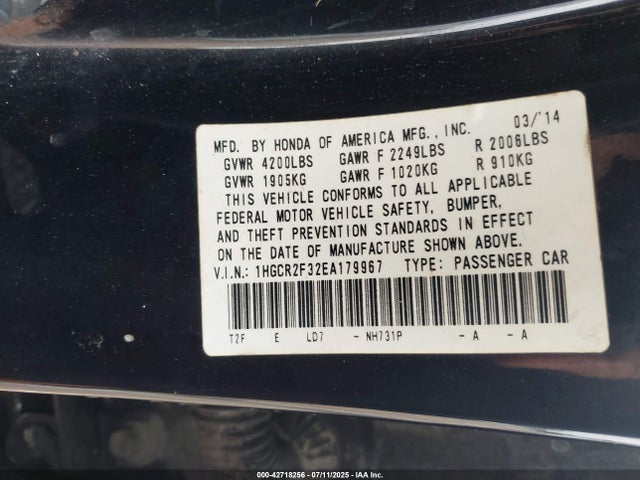 MFD. BY HONDA OF AMERICA MFG., INC. 03/'14
GVWR 4200LBS GAWR F 2249LBS R 2006LBS
GVWR 1905KG GAWR F 1020KG R 910KG
THIS VEHICLE CONFORMS TO ALL APPLICABLE
FEDERAL MOTOR VEHICLE SAFETY, BUMPER,
AND THEFT PREVENTION STANDARDS IN EFFECT
ON THE DATE OF MANUFACTURE SHOWN ABOVE.
V.I.N.: 1HGCR2F32EA179967 TYPE: PASSENGER CAR
T2F E LD7 - NH731P - A - A
000-42718256 - 07/11/2025 - IAA Inc.